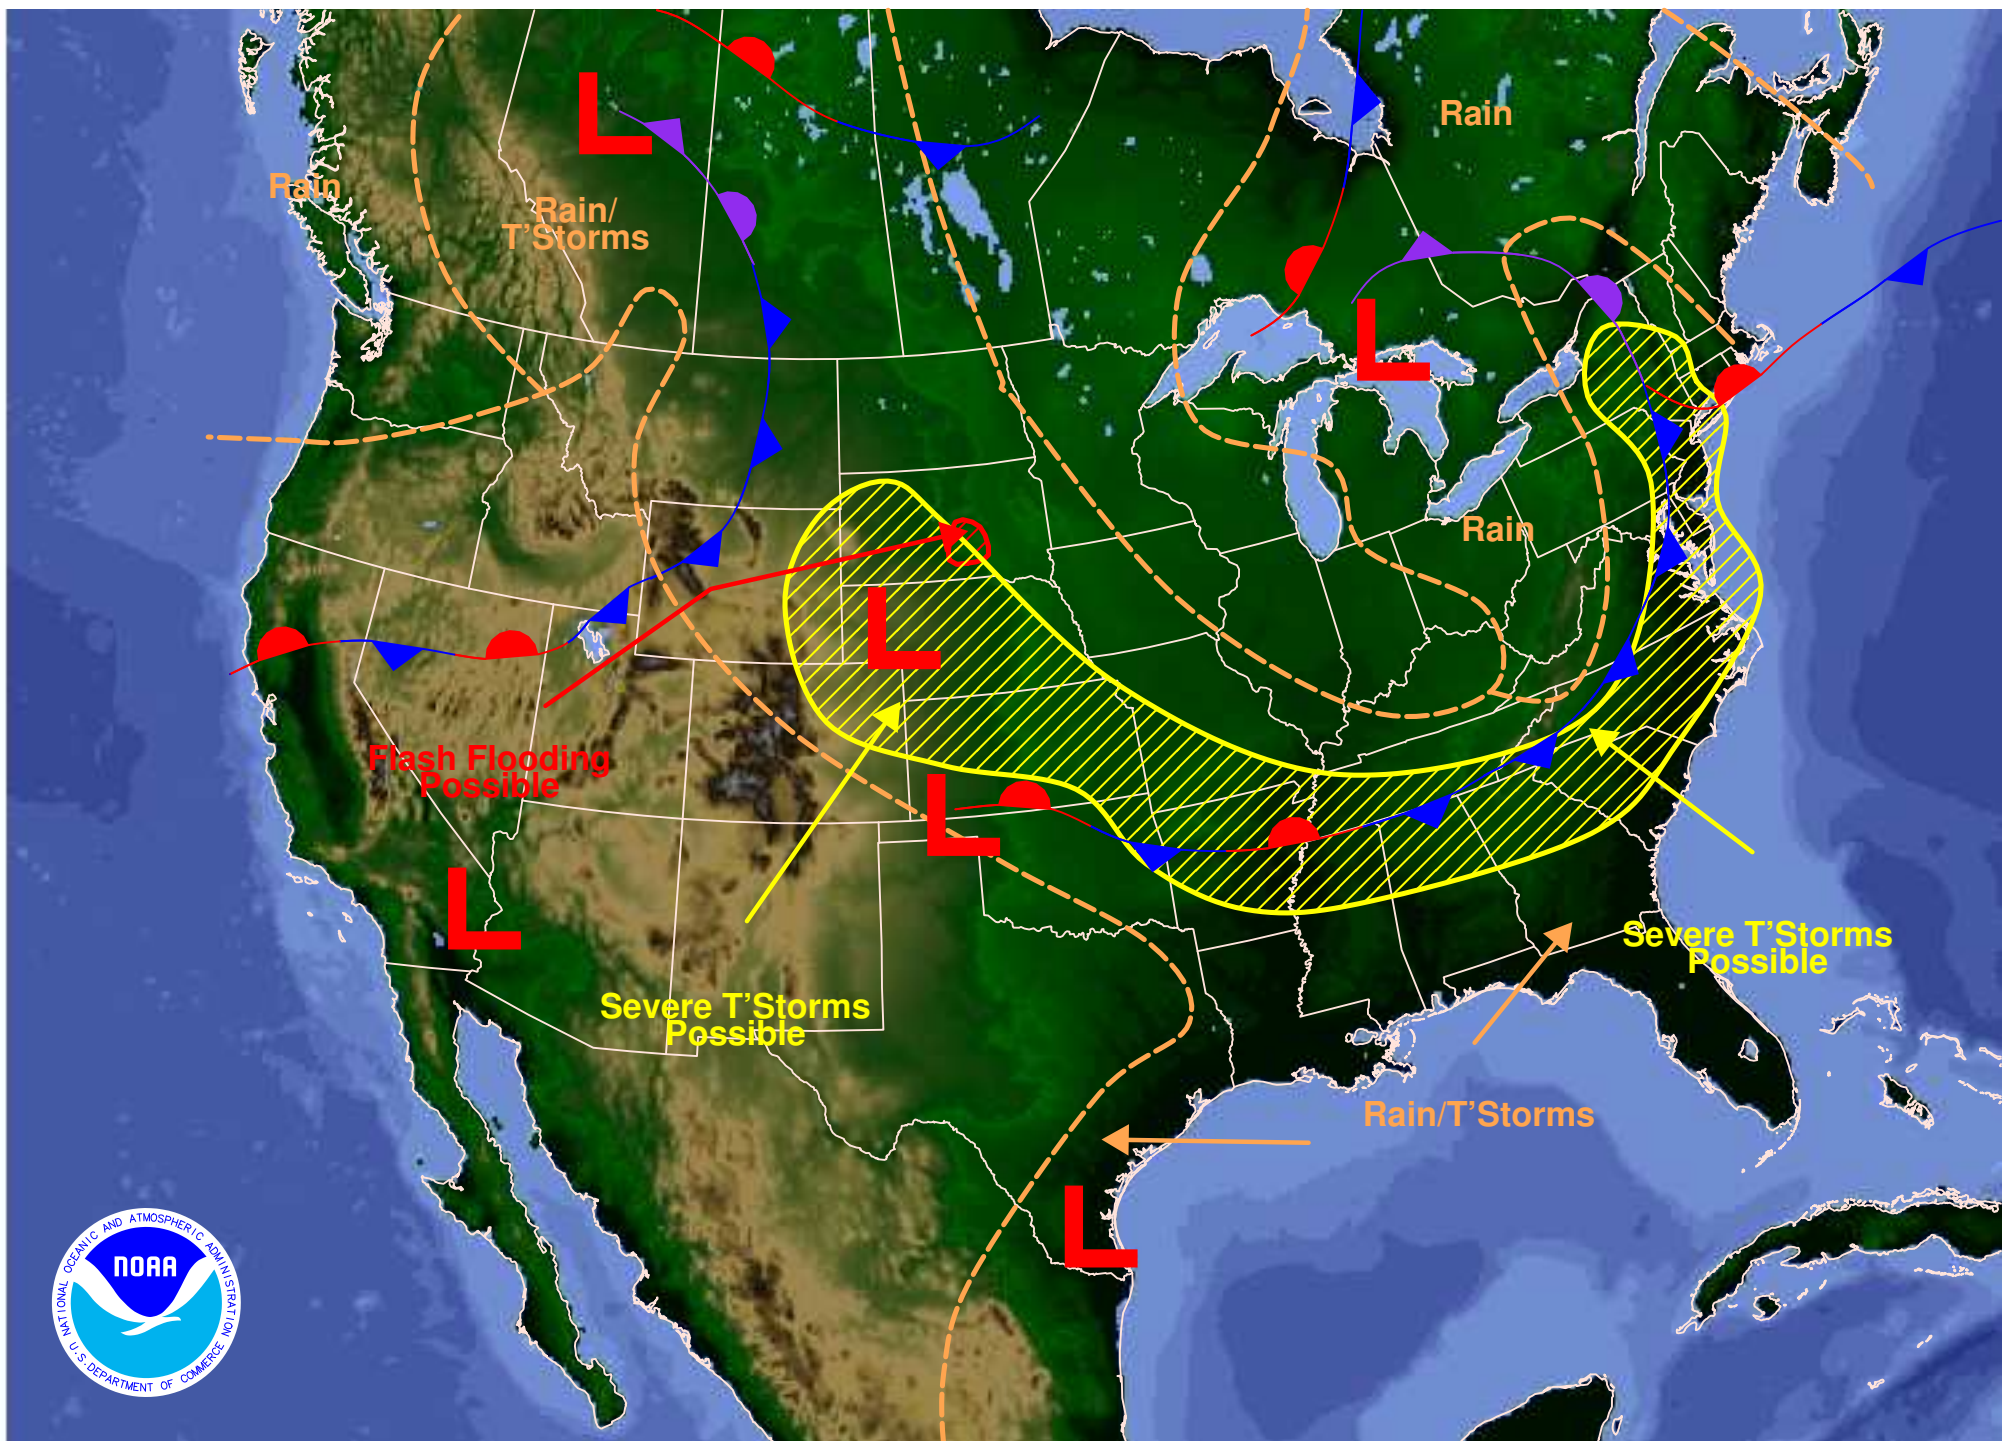 Rain
Rain
Rain/
T'Storms
Rain
Flash Flooding
Possible
Severe T'Storms
Possible
Severe T'Storms
Possible
Rain/T'Storms
L
L
L
L
L
L
NATIONAL OCEANIC AND ATMOSPHERIC ADMINISTRATION
NOAA
U.S. DEPARTMENT OF COMMERCE